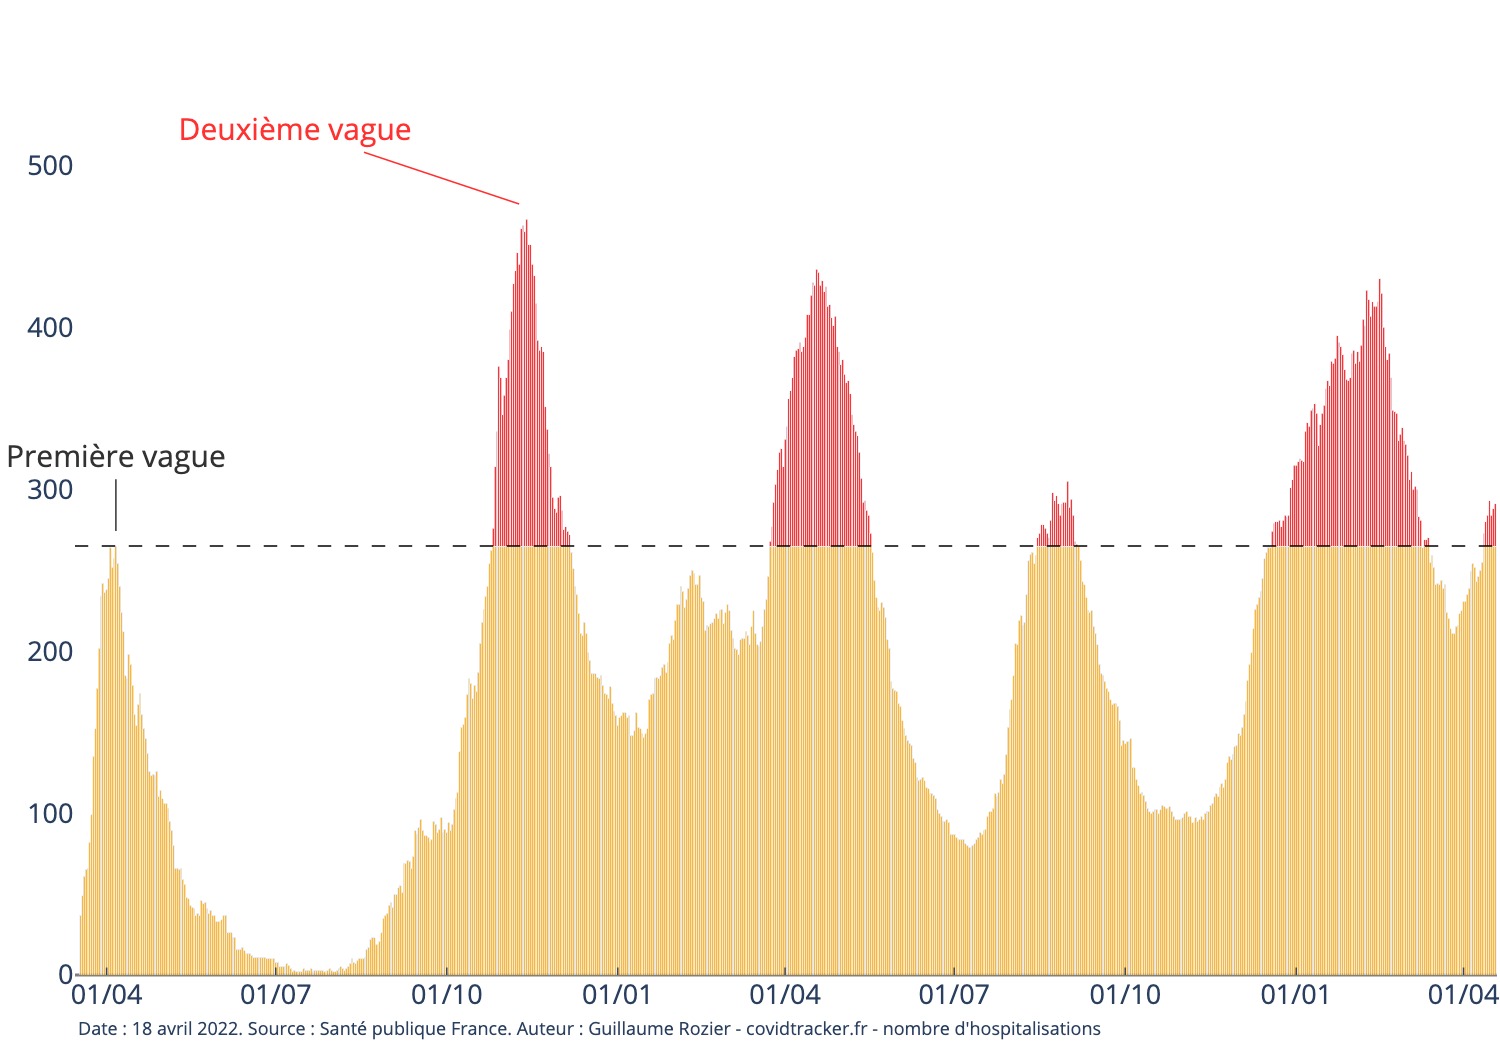 Deuxième vague
500
400
Première vague
300
200
100
0
01/04 01/07 01/10 01/01 01/04 01/07 01/10 01/01 01/04
Date : 18 avril 2022. Source : Santé publique France. Auteur : Guillaume Rozier - covidtracker.fr - nombre d'hospitalisations